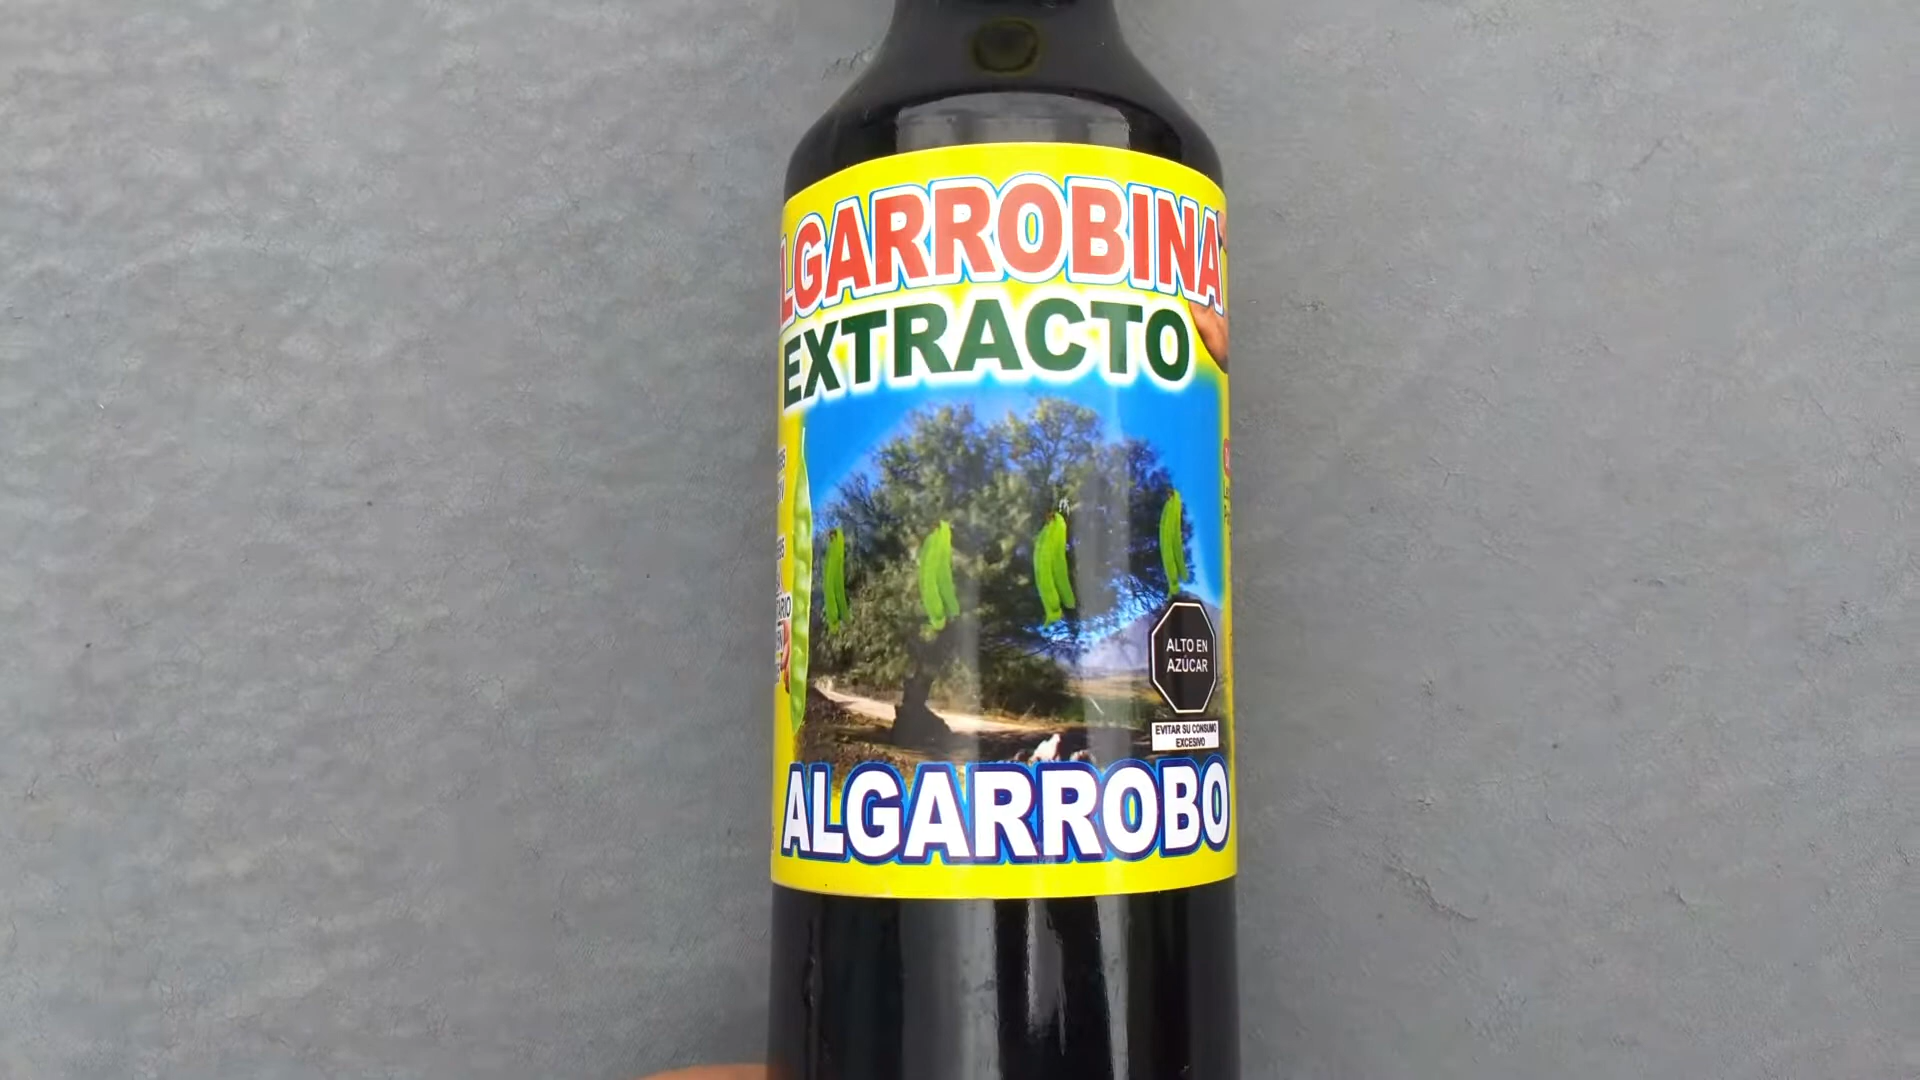 ALGARROBINA
EXTRACTO
ALTO EN
AZÚCAR
EVITAR SU CONSUMO
EXCESIVO
ALGARROBO